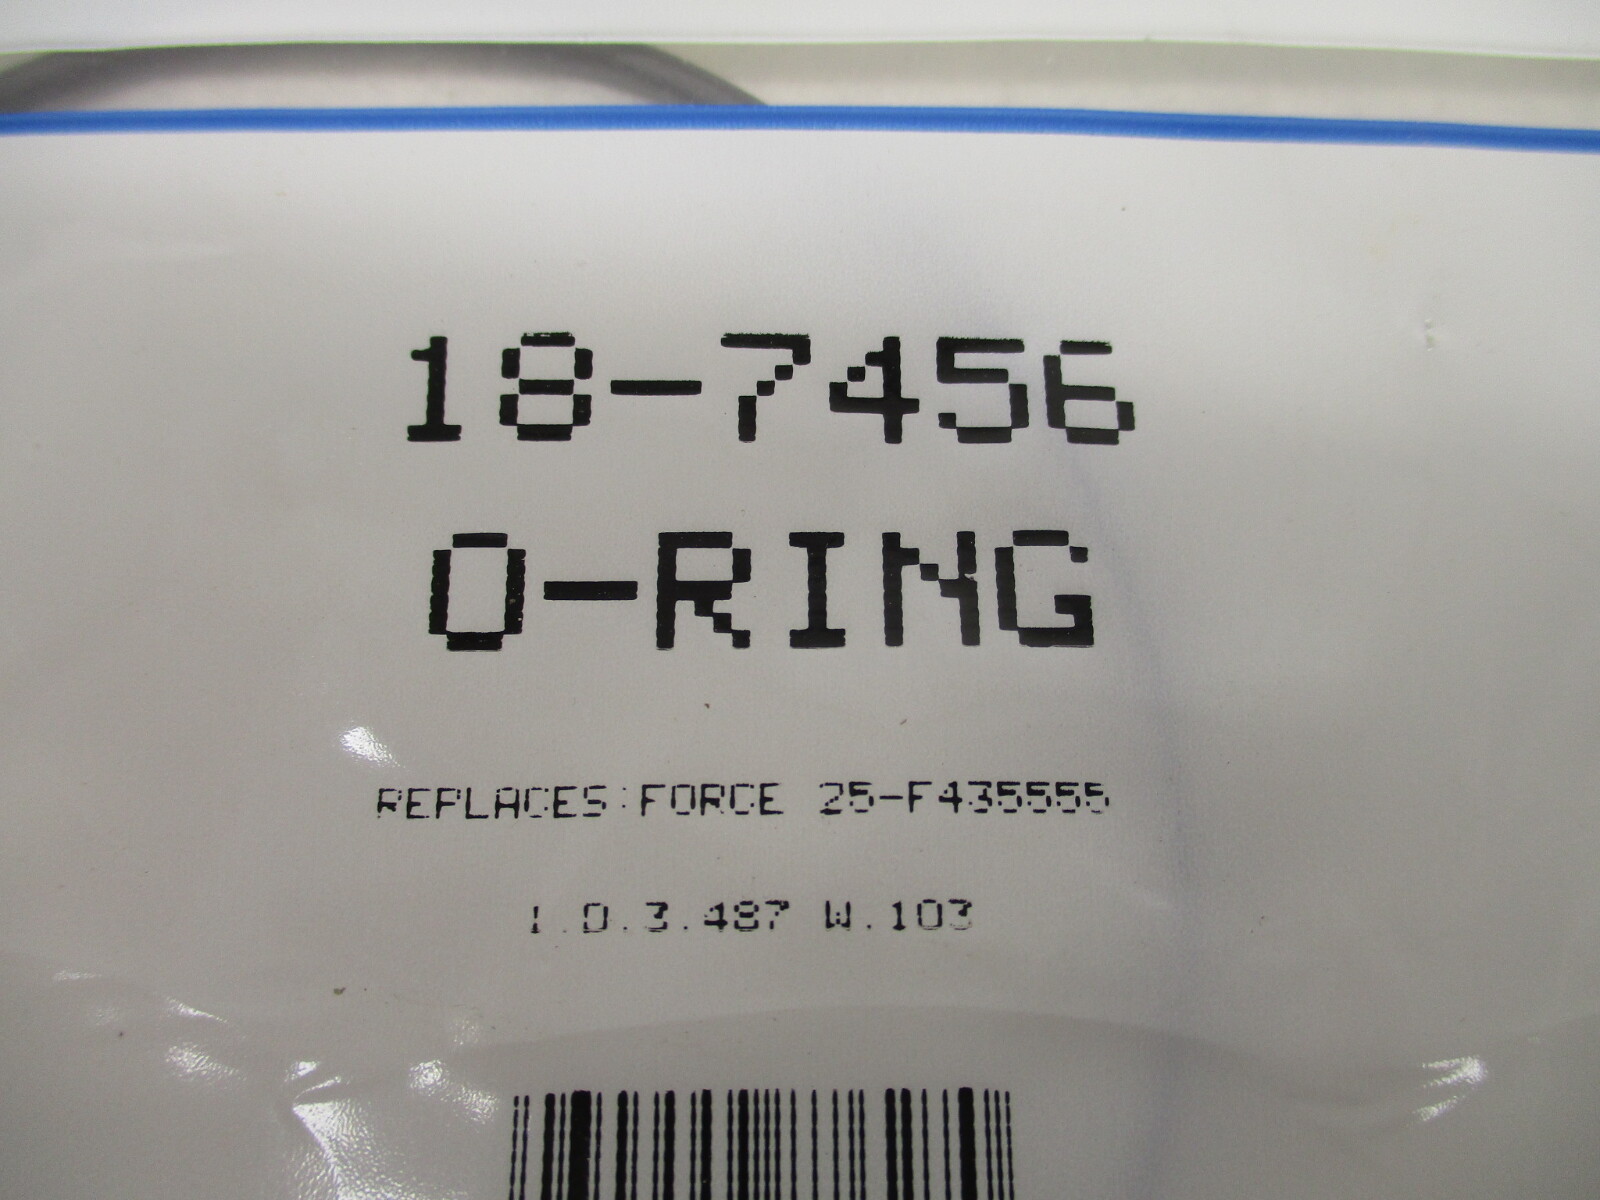 18-7456
O-RING
REPLACES:FORCE 25-F435555
I.D.3.487 W.103